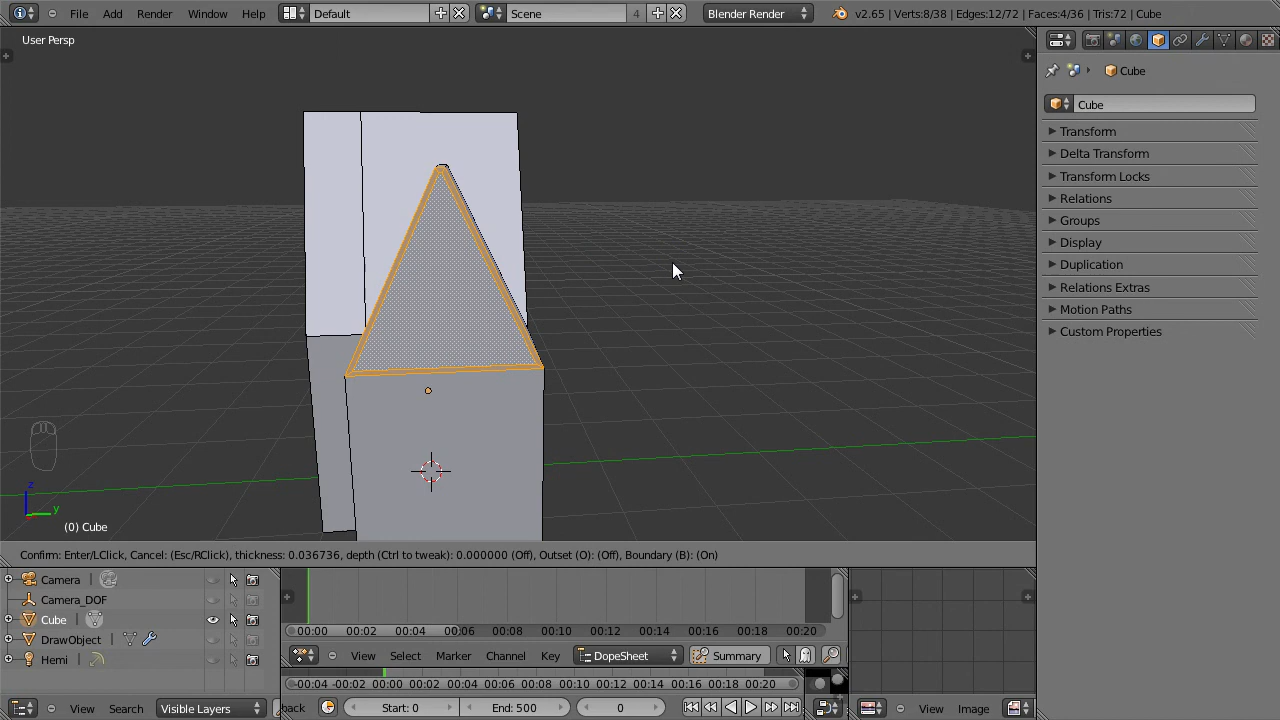 File Add Render Window Help Default Scene 4 Blender Render v2.65 | Verts:8/38 | Edges:12/72 | Faces:4/36 | Tris:72 | Cube
User Persp
Cube
Cube
Transform
Delta Transform
Transform Locks
Relations
Groups
Display
Duplication
Relations Extras
Motion Paths
Custom Properties
z
y
(0) Cube
Confirm: Enter/LClick, Cancel: (Esc/RClick), thickness: 0.036736, depth (Ctrl to tweak): 0.000000 (Off), Outset (O): (Off), Boundary (B): (On)
Camera
Camera_DOF
Cube
DrawObject
Hemi
00:00 00:02 00:04 00:06 00:08 00:10 00:12 00:14 00:16 00:18 00:20
View Select Marker Channel Key DopeSheet Summary
-00:04 -00:02 00:00 00:02 00:04 00:06 00:08 00:10 00:12 00:14 00:16 00:18 00:20
View Search Visible Layers back Start: 0 End: 500 0 View Image